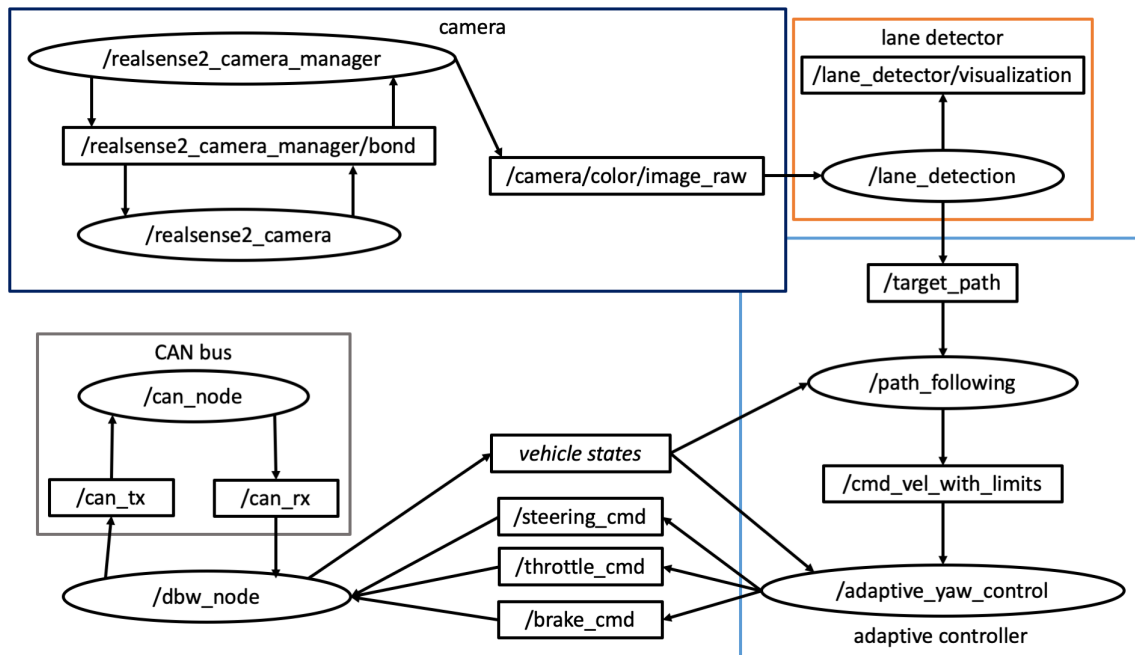 camera
/realsense2_camera_manager
/realsense2_camera_manager/bond
/camera/color/image_raw
/realsense2_camera
lane detector
/lane_detector/visualization
/lane_detection
/target_path
/path_following
/cmd_vel_with_limits
/adaptive_yaw_control
adaptive controller
CAN bus
/can_node
/can_tx
/can_rx
/dbw_node
vehicle states
/steering_cmd
/throttle_cmd
/brake_cmd